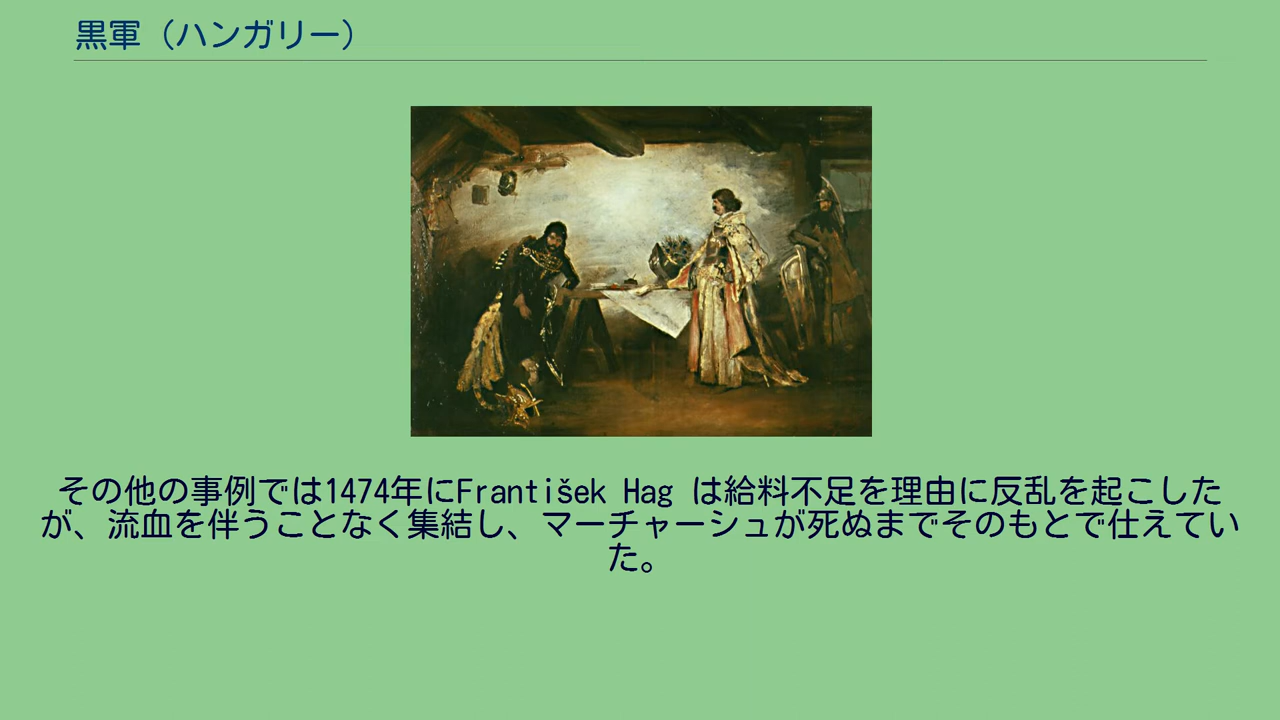 黒軍（ハンガリー）
その他の事例では1474年にFrantišek Hag は給料不足を理由に反乱を起こした
が、流血を伴うことなく集結し、マーチャーシュが死ぬまでそのもとで仕えてい
た。